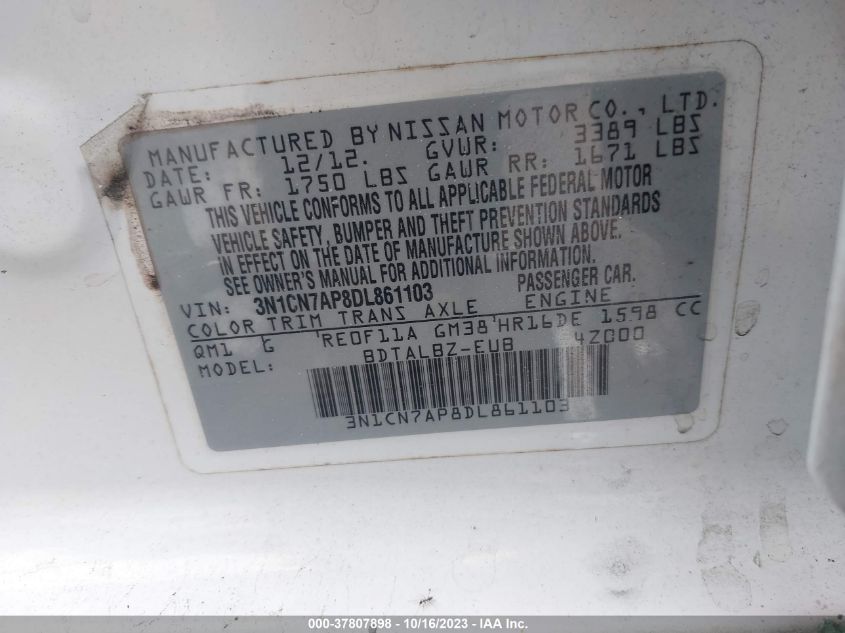 MANUFACTURED BY NISSAN MOTOR CO., LTD.
DATE: 12/12. GVWR: 3389 LBS
GAWR FR: 1750 LBS GAWR RR: 1671 LBS
THIS VEHICLE CONFORMS TO ALL APPLICABLE FEDERAL MOTOR
VEHICLE SAFETY, BUMPER AND THEFT PREVENTION STANDARDS
IN EFFECT ON THE DATE OF MANUFACTURE SHOWN ABOVE.
SEE OWNER'S MANUAL FOR ADDITIONAL INFORMATION.
VIN: 3N1CN7AP8DL861103 PASSENGER CAR.
COLOR TRIM TRANS AXLE ENGINE
QM1 G 'RE0F11A GM38'HR16DE 1598 CC
MODEL: BDTALBZ-EUB 4Z000
3N1CN7AP8DL861103
000-37807898 - 10/16/2023 - IAA Inc.